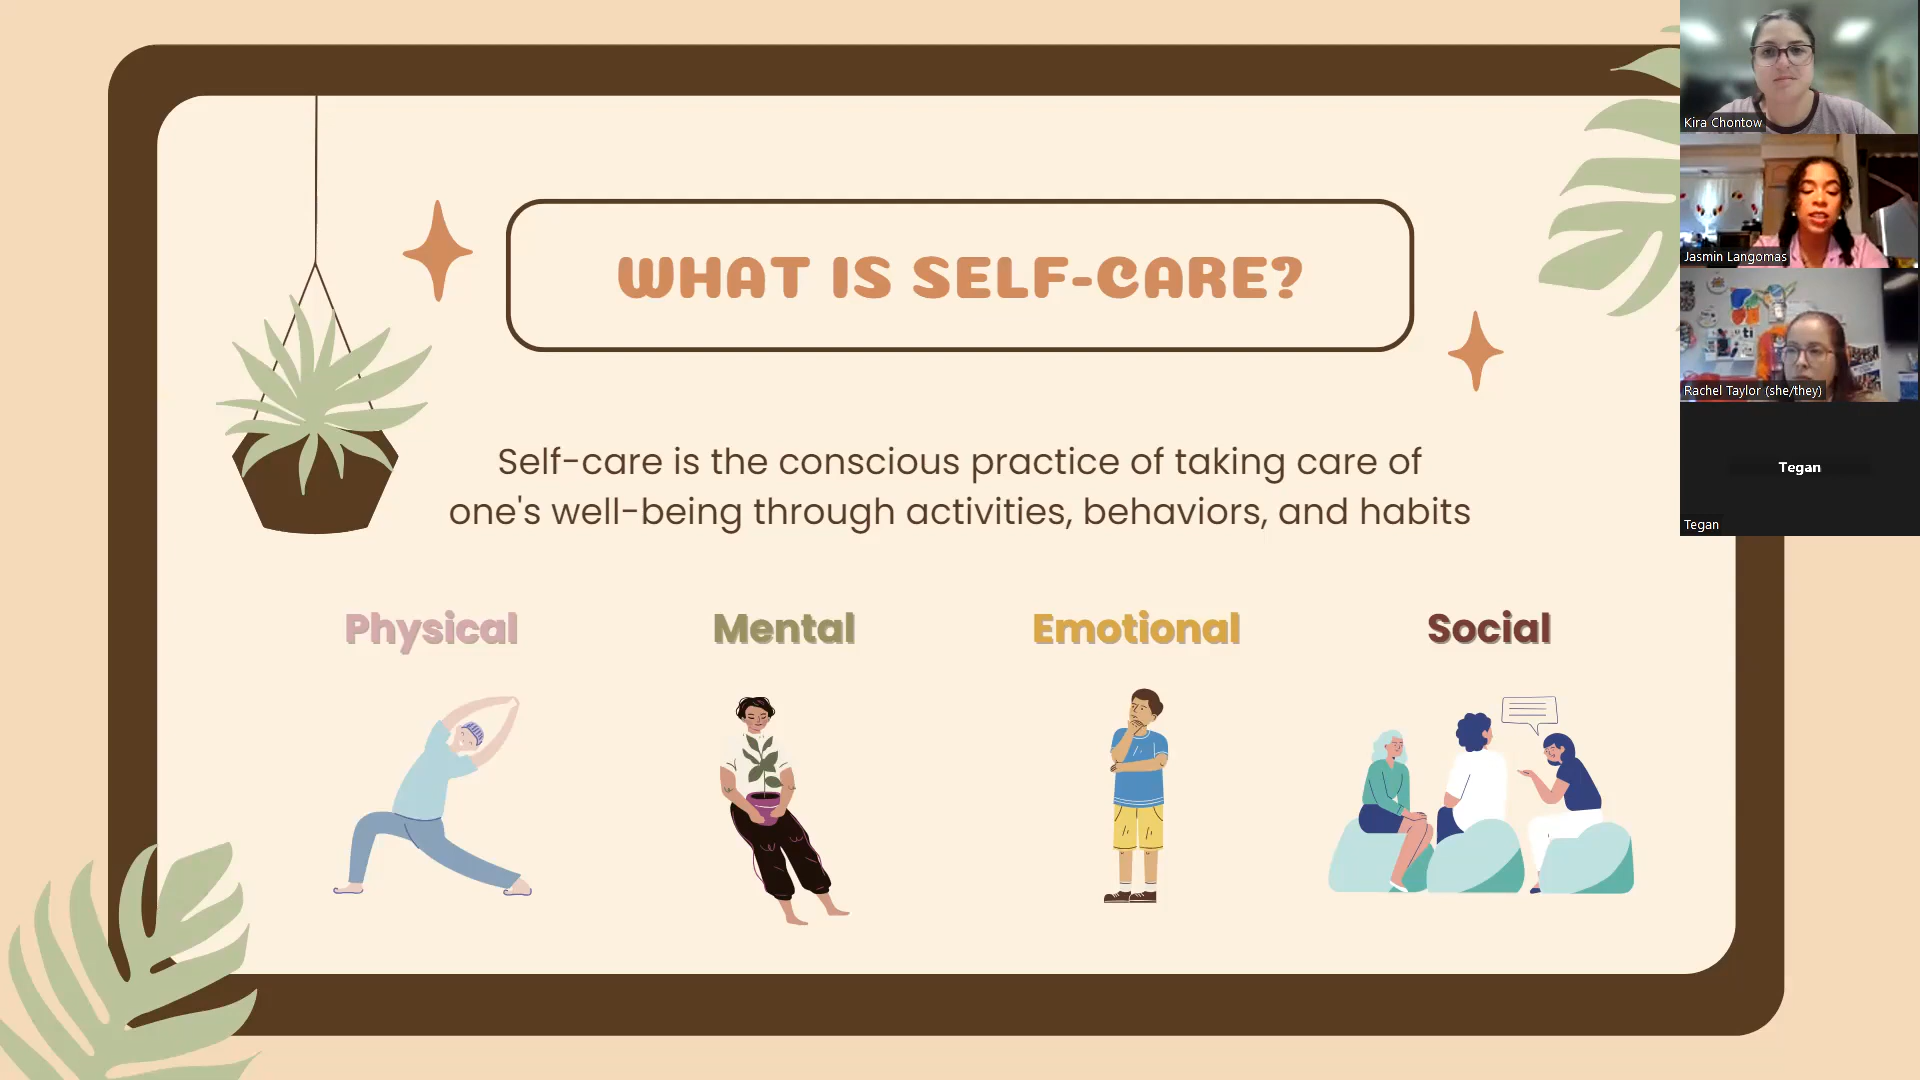 WHAT IS SELF-CARE?
Self-care is the conscious practice of taking care of
one's well-being through activities, behaviors, and habits
Physical
Mental
Emotional
Social
Kira Chontow
Jasmin Langomas
Rachel Taylor (she/they)
Tegan
Tegan